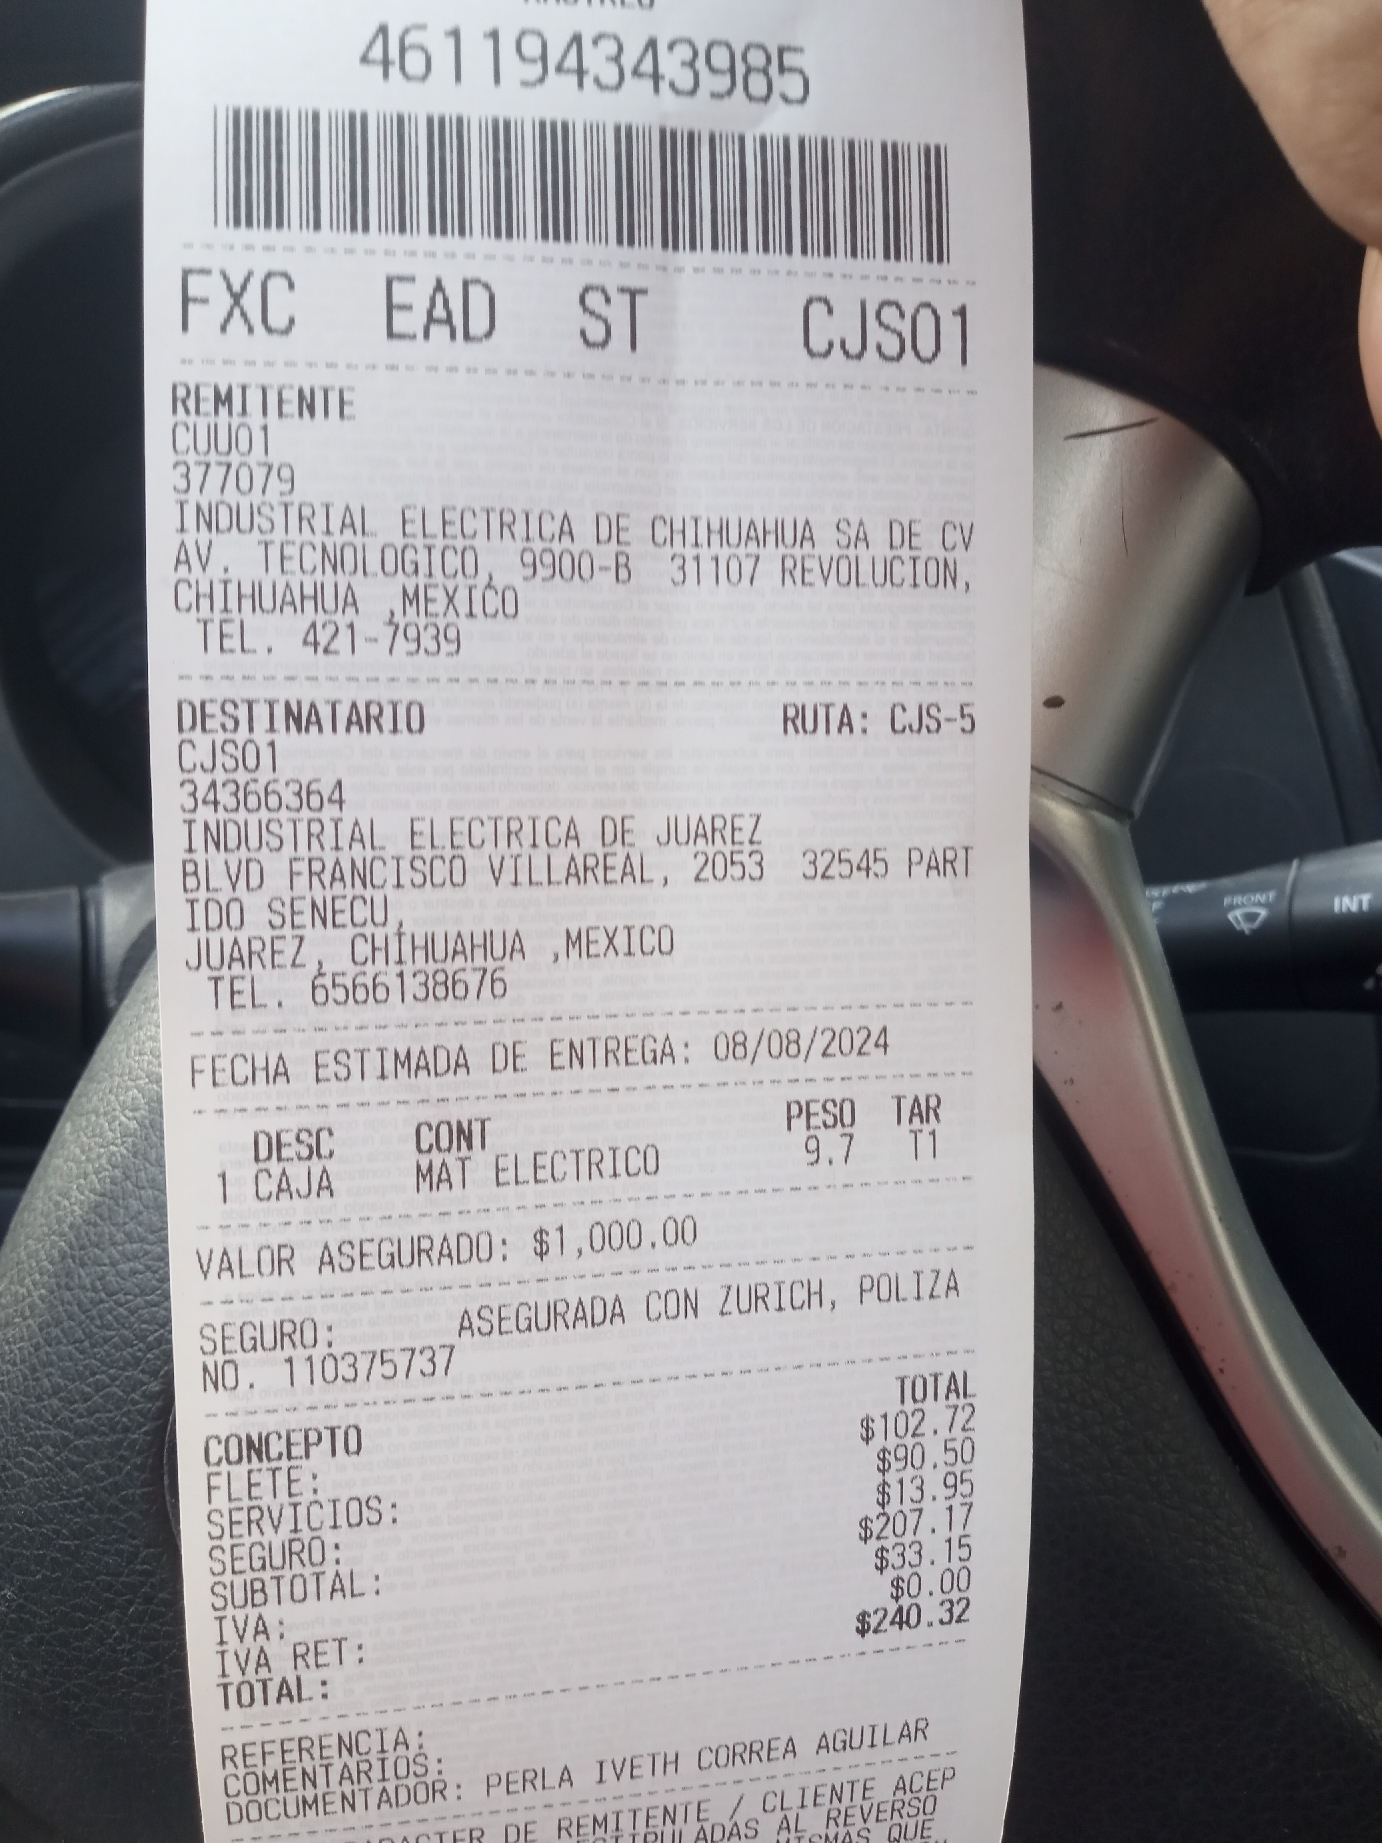 RASTREO
461194343985
FXC EAD ST CJS01
REMITENTE
CUU01
377079
INDUSTRIAL ELECTRICA DE CHIHUAHUA SA DE CV
AV. TECNOLOGICO, 9900-B 31107 REVOLUCION,
CHIHUAHUA ,MEXICO
TEL. 421-7939
DESTINATARIO RUTA: CJS-5
CJS01
34366364
INDUSTRIAL ELECTRICA DE JUAREZ
BLVD FRANCISCO VILLAREAL, 2053 32545 PART
IDO SENECU,
JUAREZ, CHIHUAHUA ,MEXICO
TEL. 6566138676
FECHA ESTIMADA DE ENTREGA: 08/08/2024
DESC CONT PESO TAR
1 CAJA MAT ELECTRICO 9.7 T1
VALOR ASEGURADO: $1,000.00
SEGURO: ASEGURADA CON ZURICH, POLIZA
NO. 110375737
CONCEPTO TOTAL
FLETE: $102.72
SERVICIOS: $90.50
SEGURO: $13.95
SUBTOTAL: $207.17
IVA: $33.15
IVA RET: $0.00
TOTAL: $240.32
REFERENCIA:
COMENTARIOS:
DOCUMENTADOR: PERLA IVETH CORREA AGUILAR
DE REMITENTE / CLIENTE ACEP
AL REVERSO
QUE
FRONT
INT